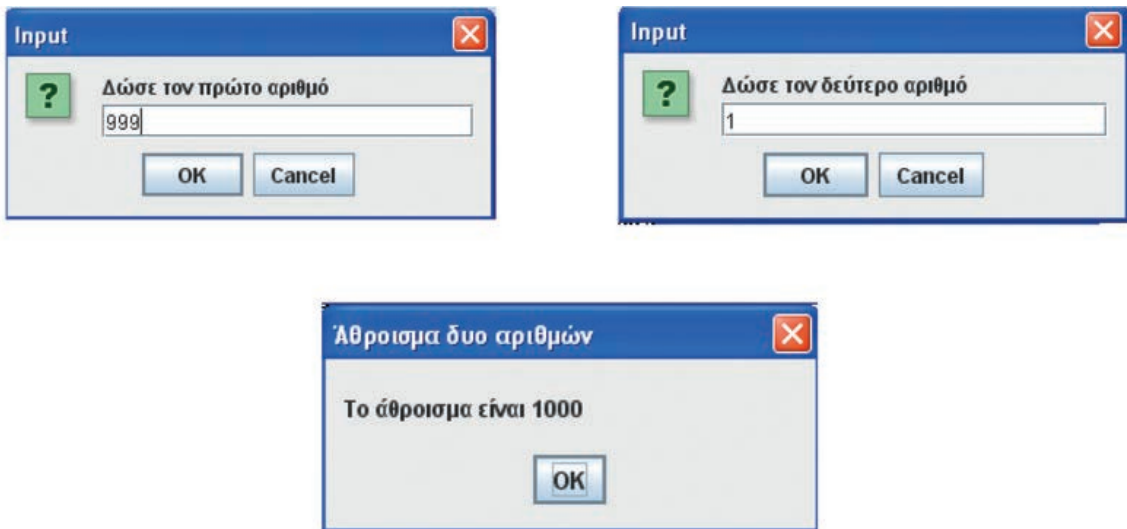 Input
Δώσε τον πρώτο αριθμό
999
OK Cancel
Input
Δώσε τον δεύτερο αριθμό
1
OK Cancel
Άθροισμα δυο αριθμών
Το άθροισμα είναι 1000
OK